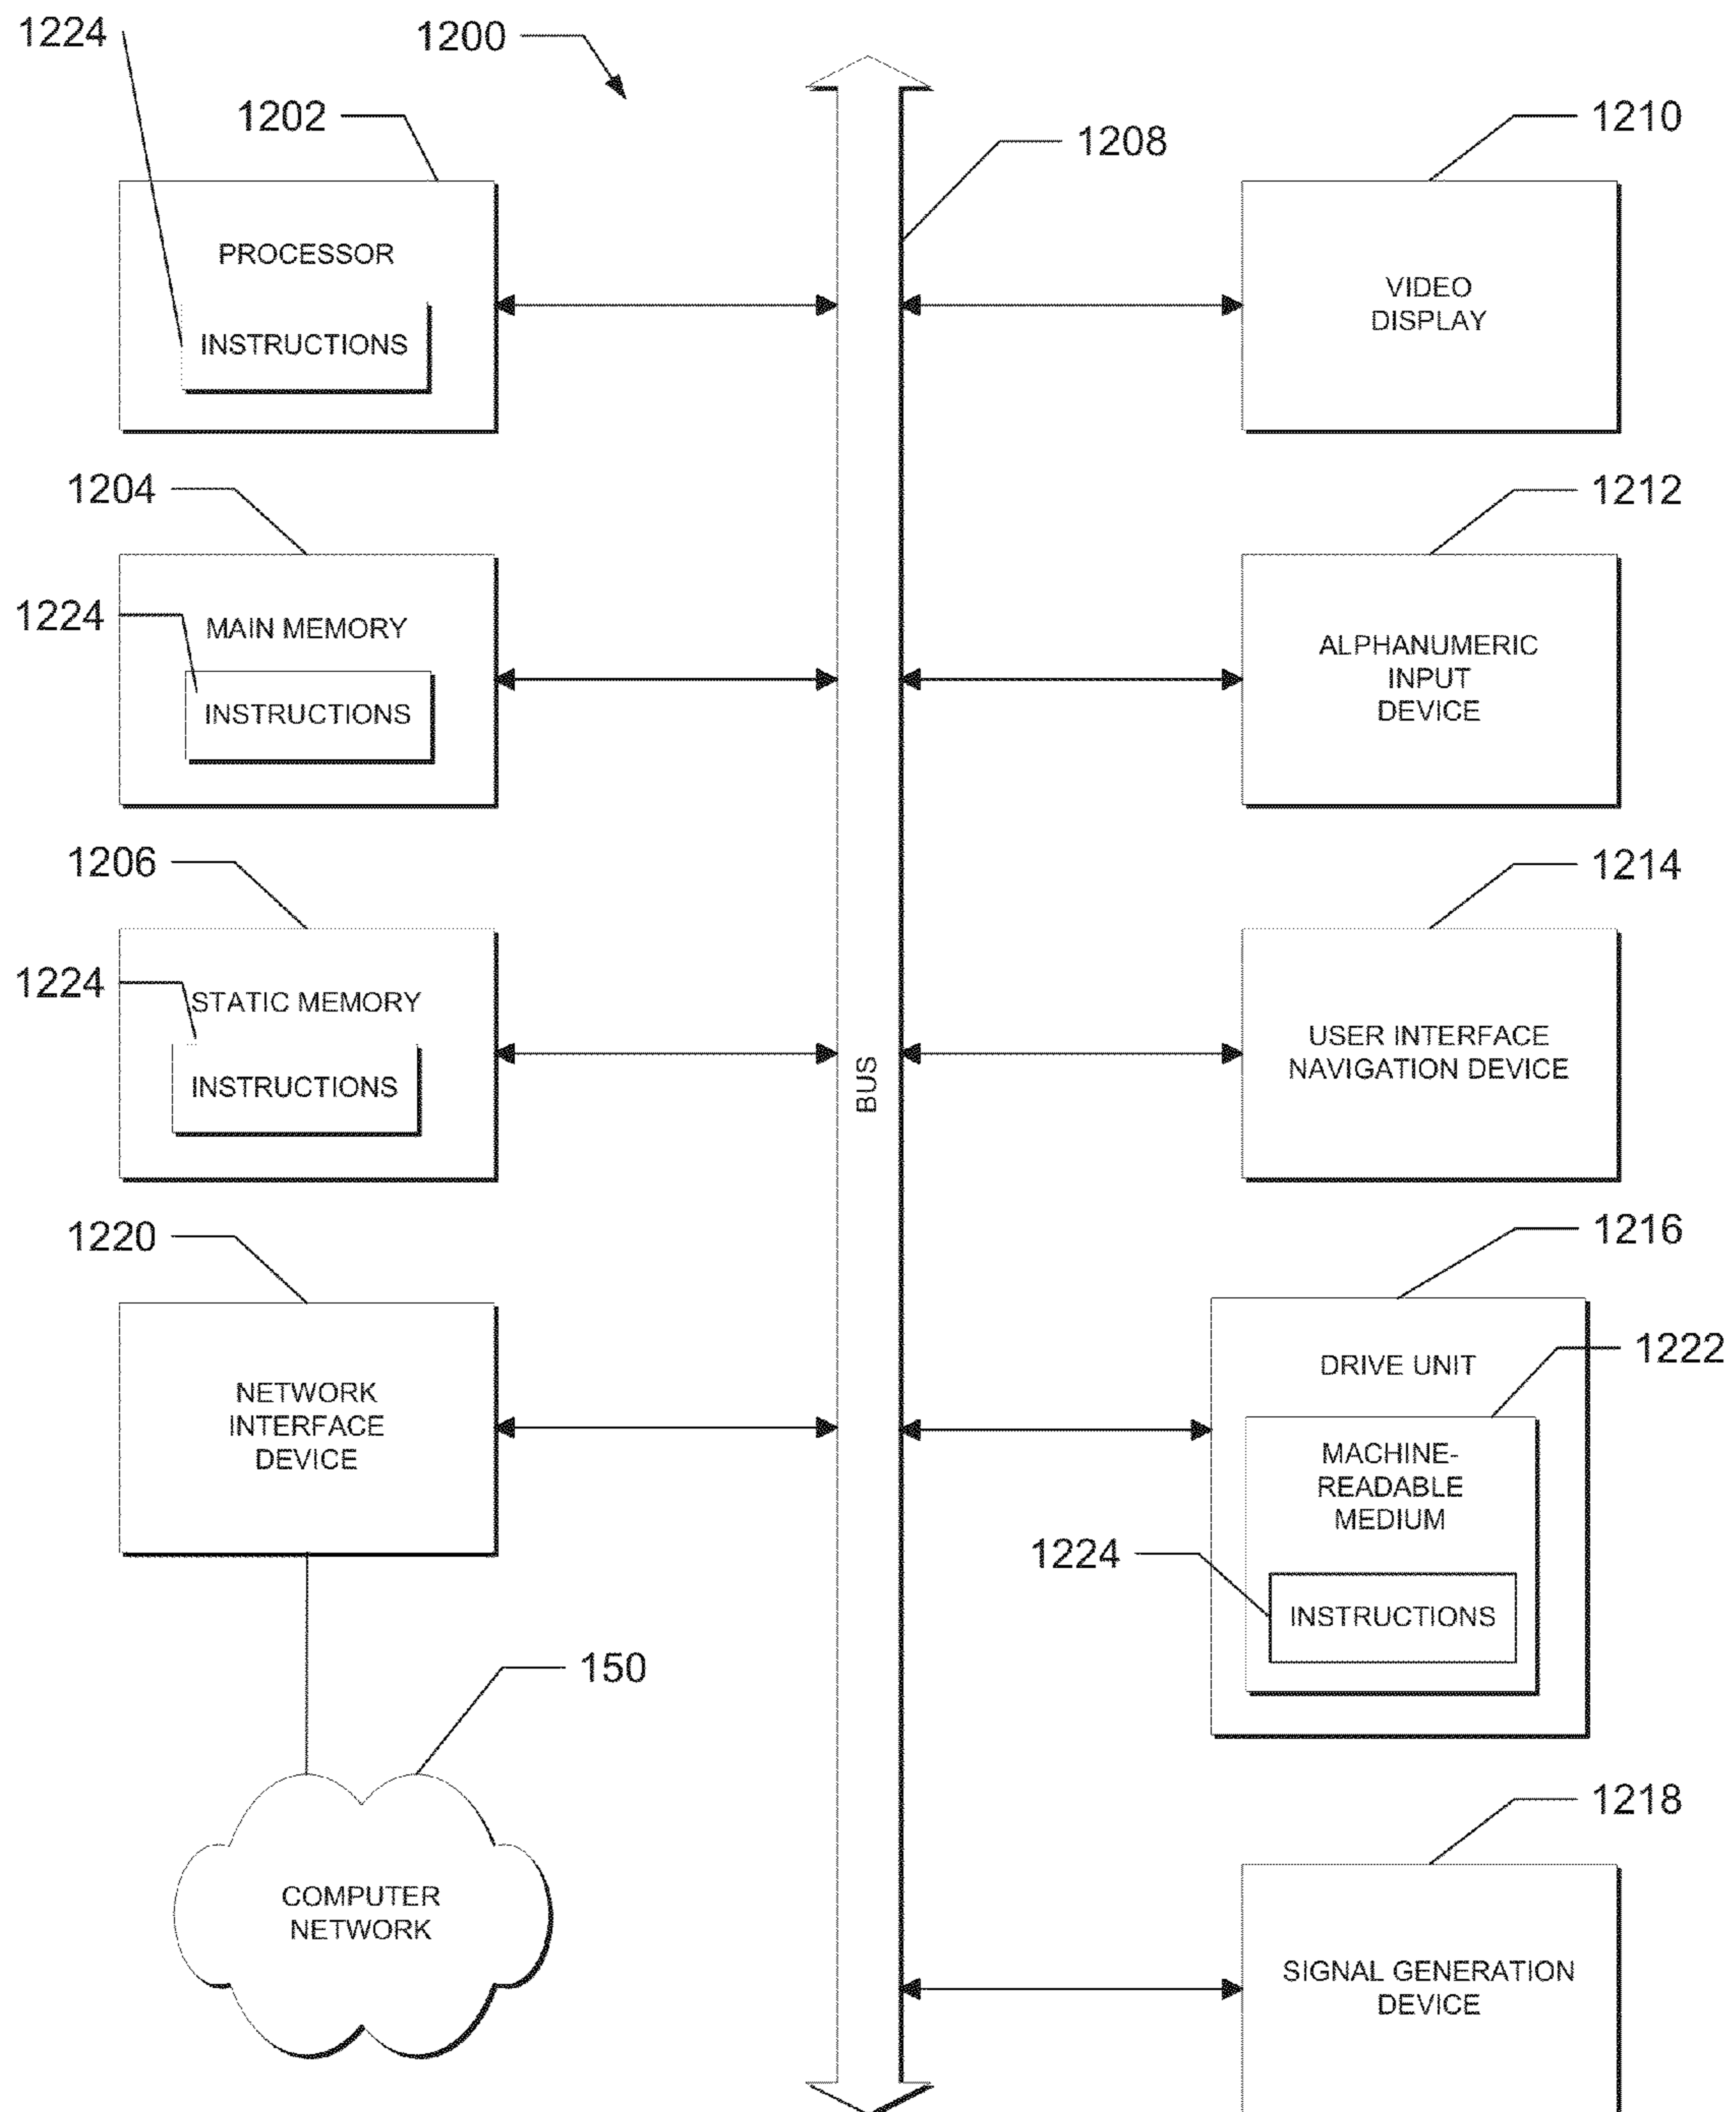 1224
1200
1202
1208
1210
PROCESSOR
INSTRUCTIONS
VIDEO
DISPLAY
1204
1212
1224
MAIN MEMORY
INSTRUCTIONS
ALPHANUMERIC
INPUT
DEVICE
1206
1214
1224
STATIC MEMORY
INSTRUCTIONS
BUS
USER INTERFACE
NAVIGATION DEVICE
1220
1216
1222
NETWORK
INTERFACE
DEVICE
DRIVE UNIT
MACHINE-
READABLE
MEDIUM
1224
INSTRUCTIONS
150
COMPUTER
NETWORK
1218
SIGNAL GENERATION
DEVICE